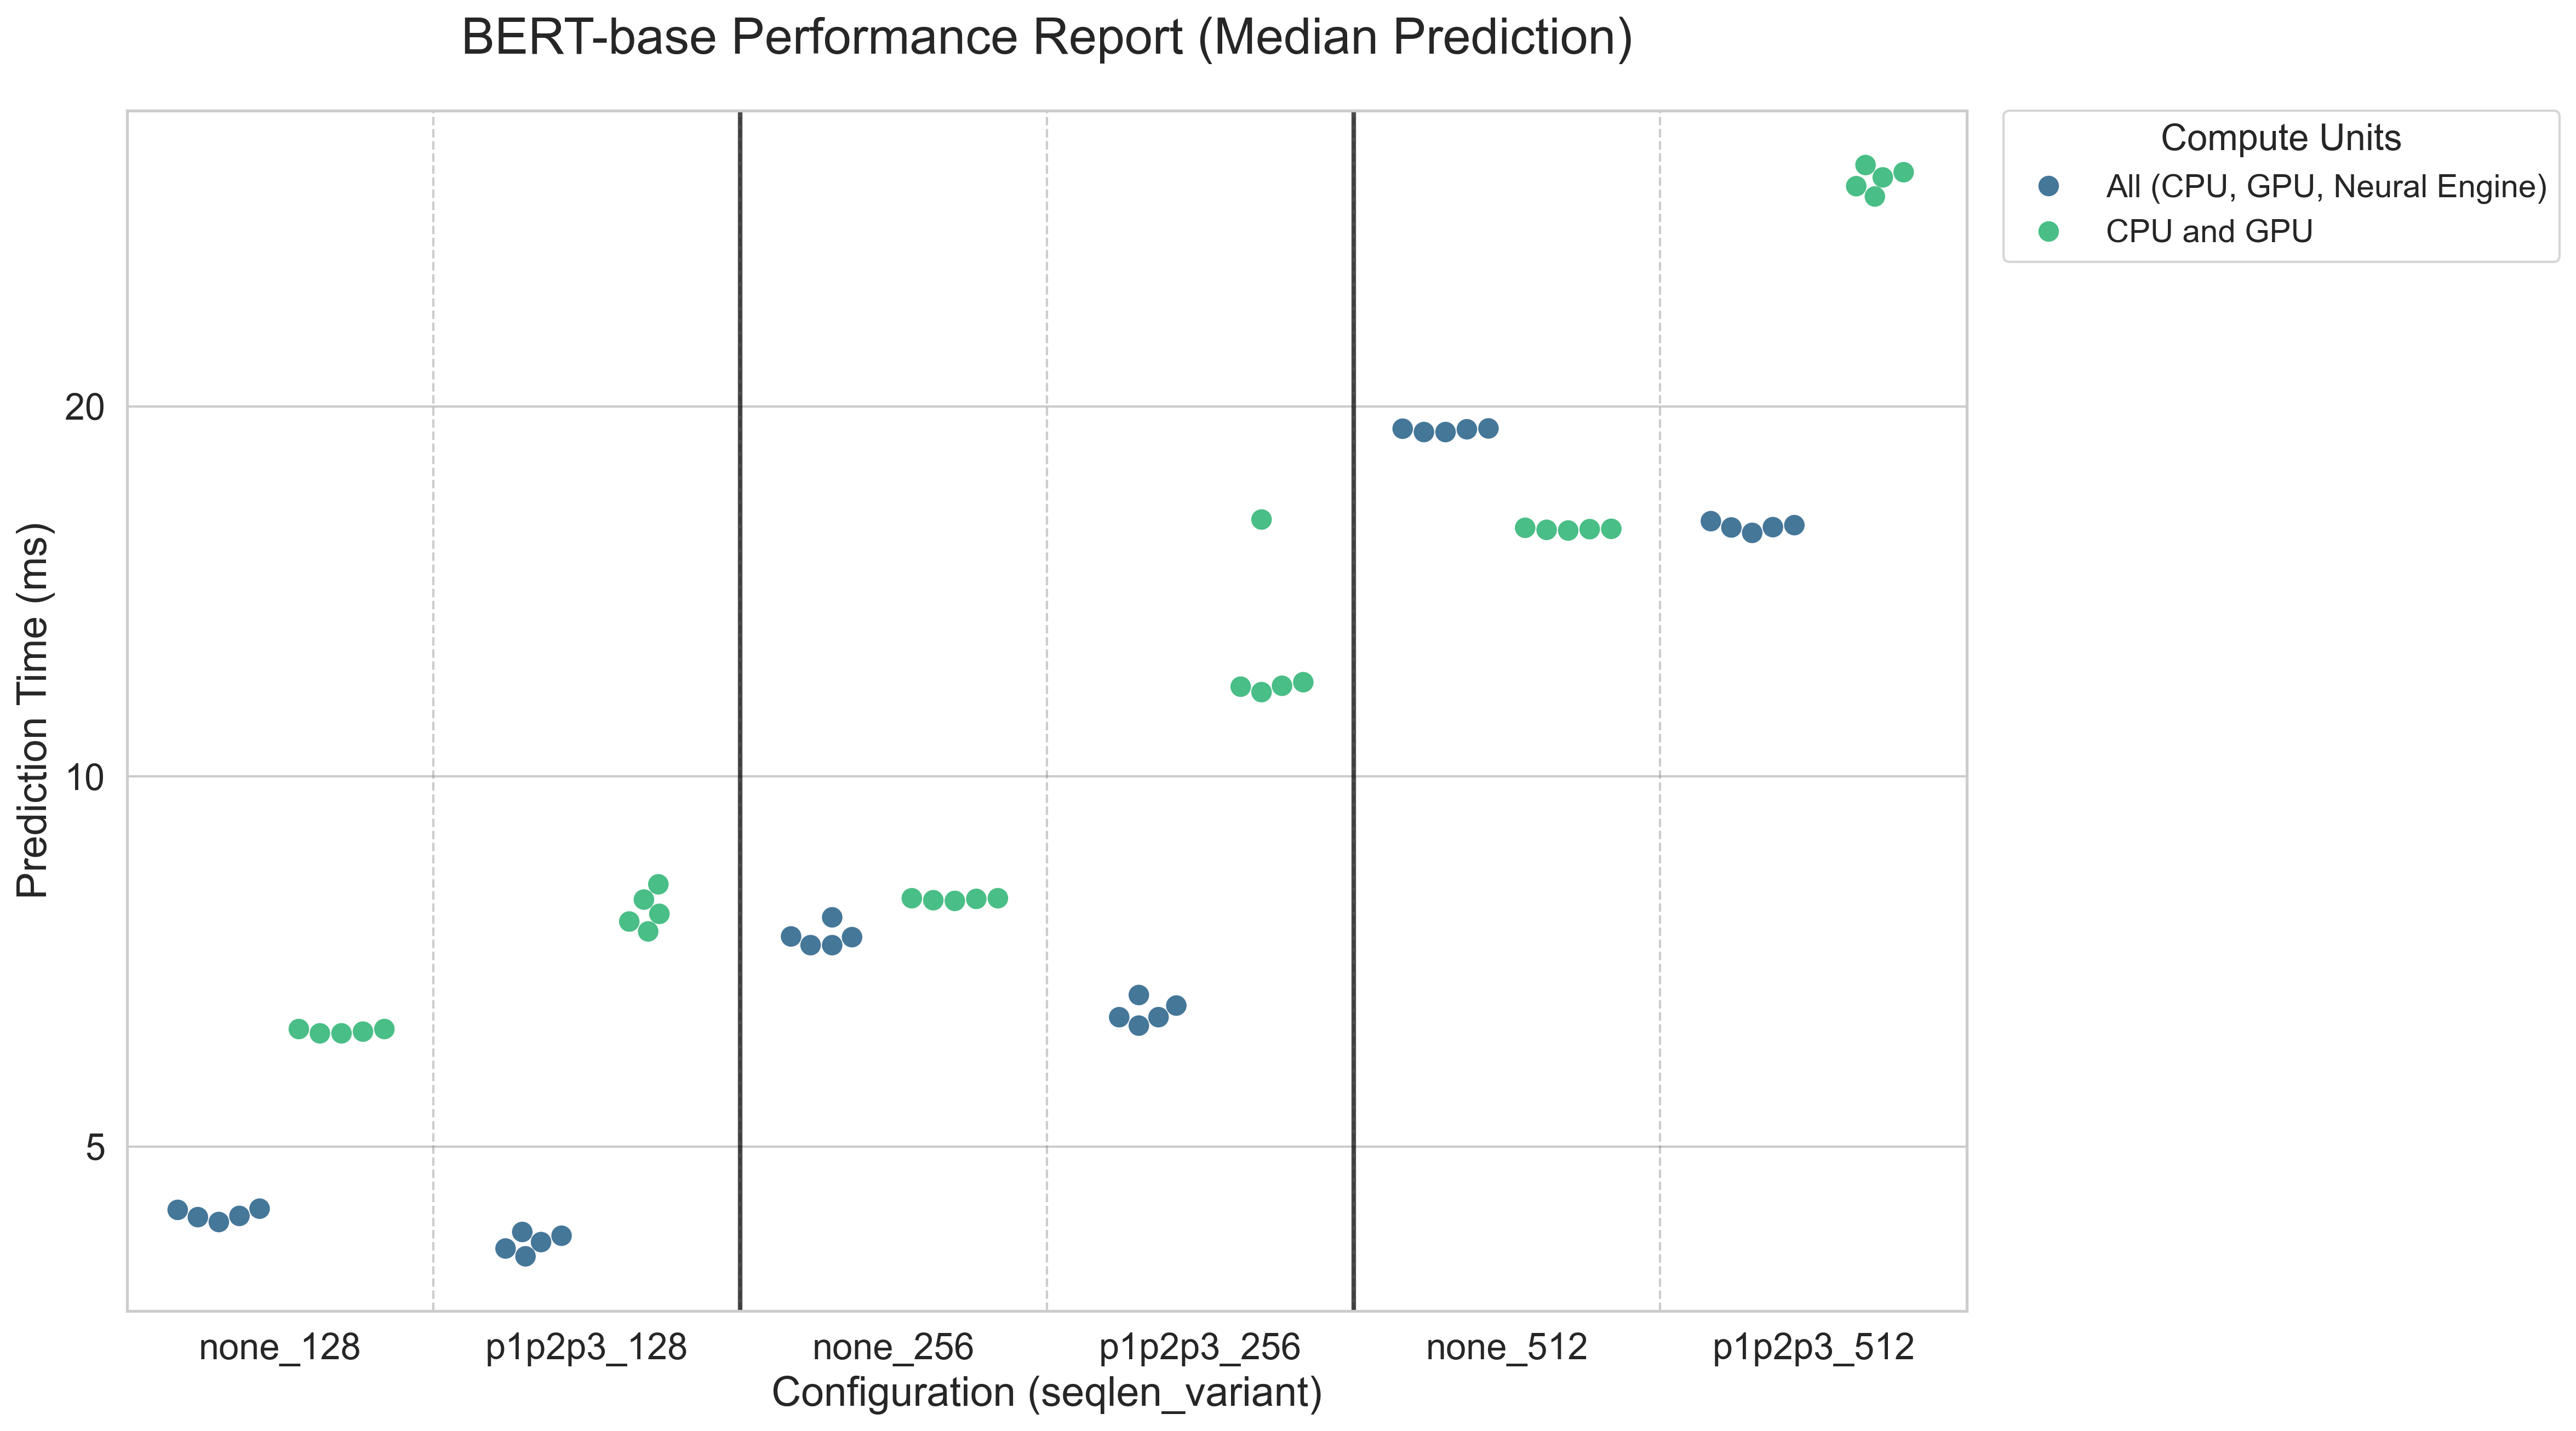 BERT-base Performance Report (Median Prediction)
Compute Units
All (CPU, GPU, Neural Engine)
CPU and GPU
Prediction Time (ms)
20
10
5
none_128
p1p2p3_128
none_256
p1p2p3_256
none_512
p1p2p3_512
Configuration (seqlen_variant)